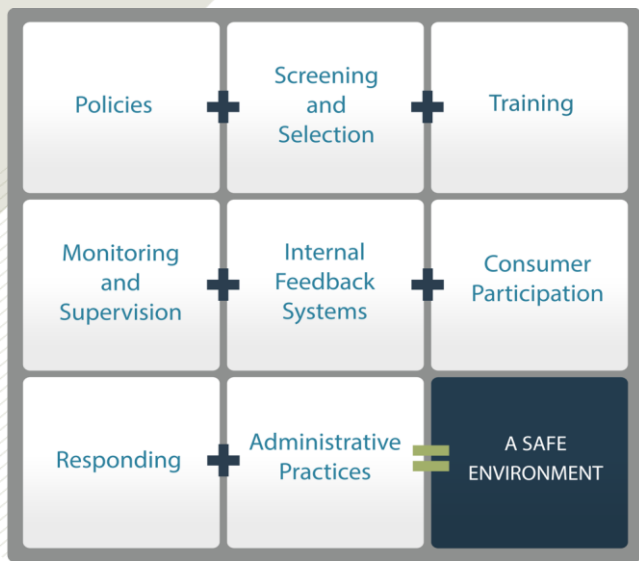 Policies
+
Screening
and
Selection
+
Training
Monitoring
and
Supervision
+
Internal
Feedback
Systems
+
Consumer
Participation
Responding
+
Administrative
Practices
=
A SAFE
ENVIRONMENT